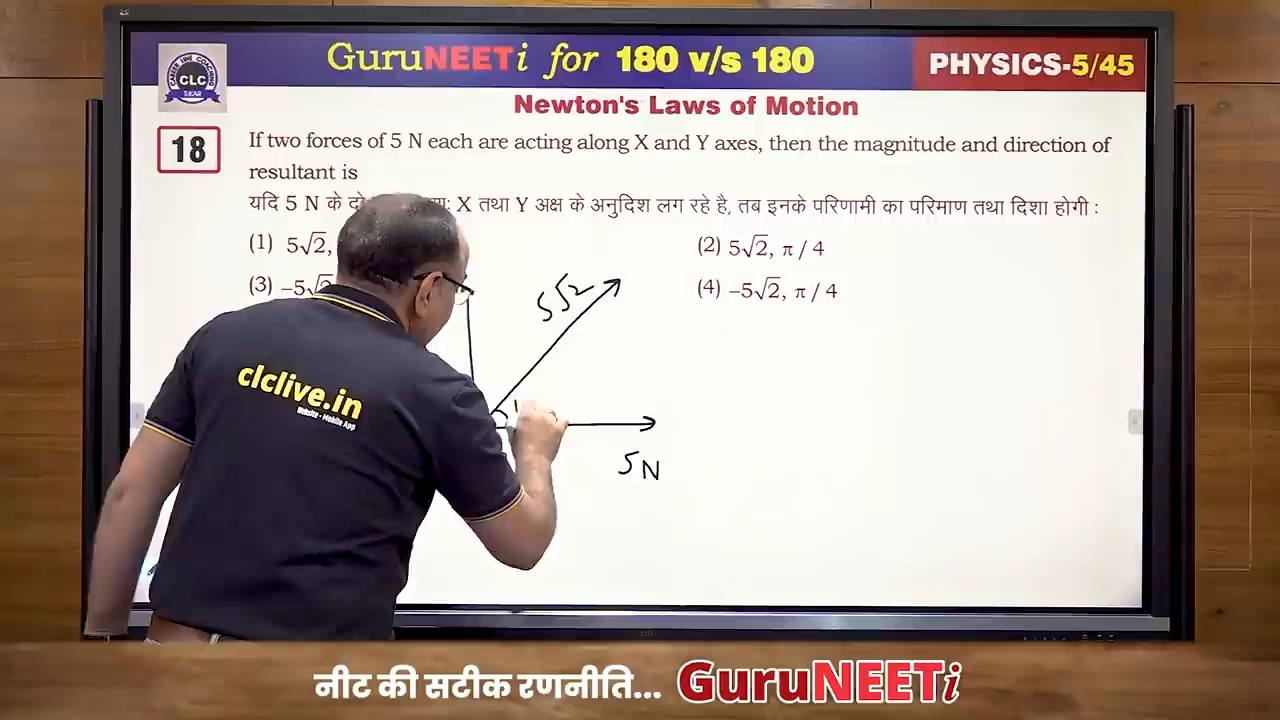 GuruNEETi for 180 v/s 180
PHYSICS-5/45
CLC
SIKAR
Newton's Laws of Motion
18
If two forces of 5 N each are acting along X and Y axes, then the magnitude and direction of
resultant is
यदि 5 N के X तथा Y अक्ष के अनुदिश लग रहे है, तब इनके परिणामी का परिमाण तथा दिशा होगी :
(1) 5√2,
(2) 5√2, π / 4
(3) –5√2
(4) –5√2, π / 4
5√2
5N
clclive.in
Website - Mobile App
नीट की सटीक रणनीति... GuruNEETi